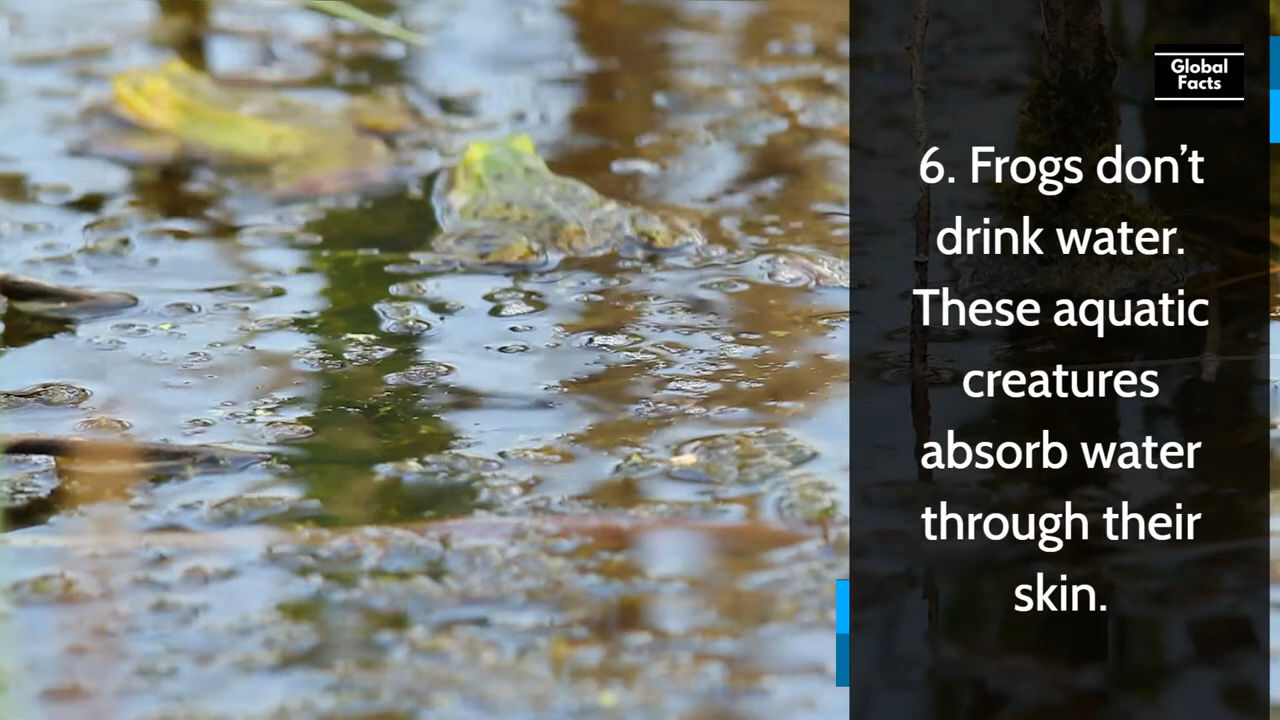 Global
Facts
6. Frogs don’t
drink water.
These aquatic
creatures
absorb water
through their
skin.